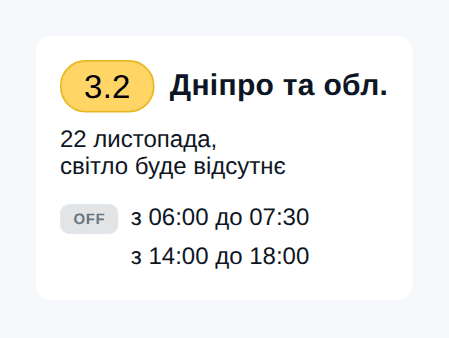 3.2 Дніпро та обл.
22 листопада,
світло буде відсутнє
OFF з 06:00 до 07:30
з 14:00 до 18:00